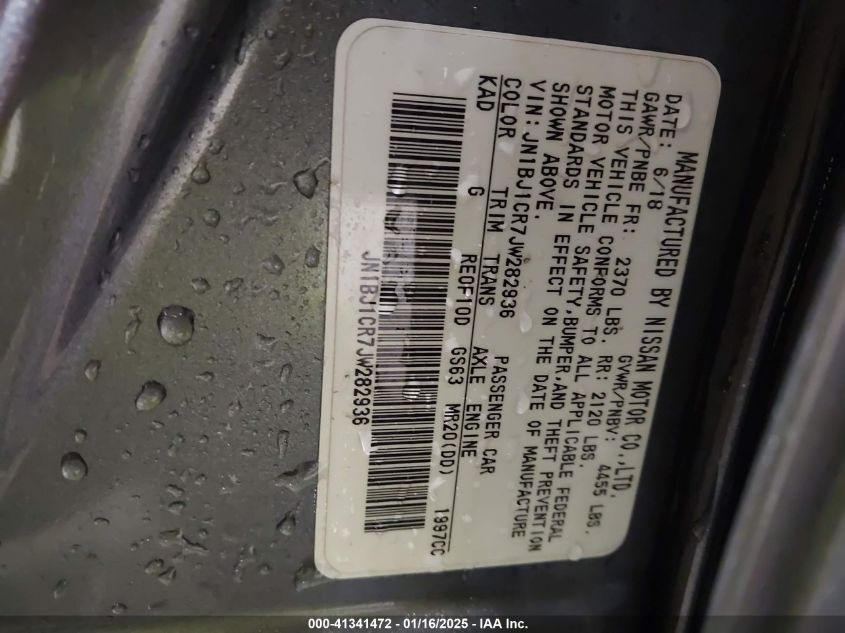 MANUFACTURED BY NISSAN MOTOR CO.,LTD.
DATE: 6/18 GVWR/PNBV: 4455 LBS.
GAWR/PNBE FR: 2370 LBS. RR: 2120 LBS.
THIS VEHICLE CONFORMS TO ALL APPLICABLE FEDERAL
MOTOR VEHICLE SAFETY,BUMPER,AND THEFT PREVENTION
STANDARDS IN EFFECT ON THE DATE OF MANUFACTURE
SHOWN ABOVE.
VIN:JN1BJ1CR7JW282936 PASSENGER CAR
COLOR TRIM TRANS AXLE ENGINE
KAD G RE0F10D GS63 MR20(DD) 1997CC
JN1BJ1CR7JW282936
000-41341472 - 01/16/2025 - IAA Inc.